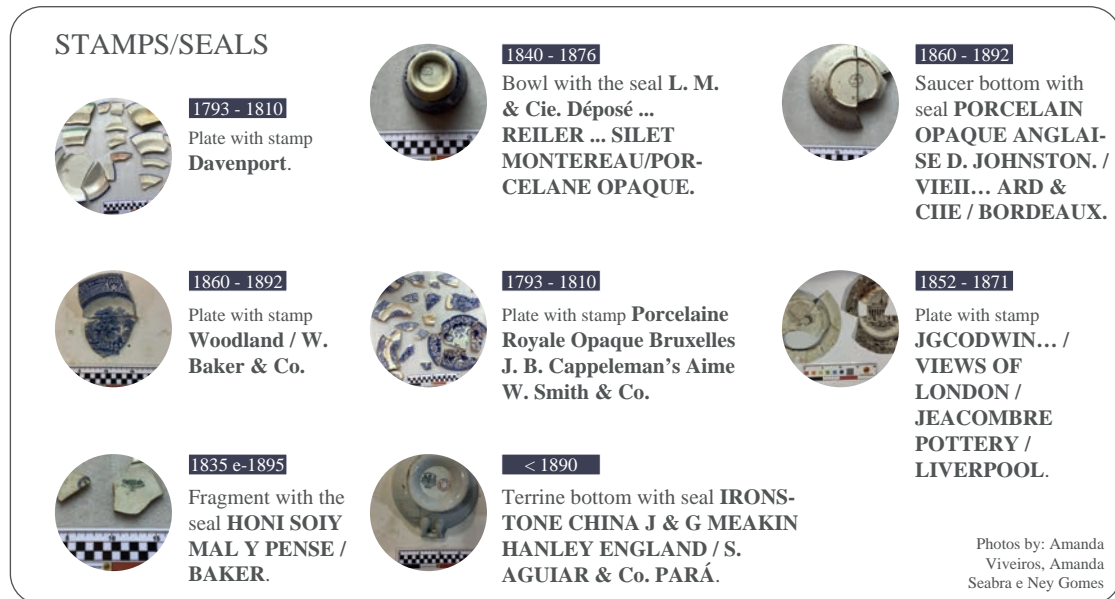 STAMPS/SEALS
1793 - 1810
Plate with stamp
Davenport.
1840 - 1876
Bowl with the seal L. M.
& Cie. Déposé ...
REILER ... SILET
MONTEREAU/POR-
CELANE OPAQUE.
1860 - 1892
Saucer bottom with
seal PORCELAIN
OPAQUE ANGLAI-
SE D. JOHNSTON. /
VIEII... ARD &
CIIE / BORDEAUX.
1860 - 1892
Plate with stamp
Woodland / W.
Baker & Co.
1793 - 1810
Plate with stamp Porcelaine
Royale Opaque Bruxelles
J. B. Cappeleman's Aime
W. Smith & Co.
1852 - 1871
Plate with stamp
JGCODWIN... /
VIEWS OF
LONDON /
JEACOMBRE
POTTERY /
LIVERPOOL.
1835 e-1895
Fragment with the
seal HONI SOIY
MAL Y PENSE /
BAKER.
< 1890
Terrine bottom with seal IRONS-
TONE CHINA J & G MEAKIN
HANLEY ENGLAND / S.
AGUIAR & Co. PARÁ.
Photos by: Amanda
Viveiros, Amanda
Seabra e Ney Gomes